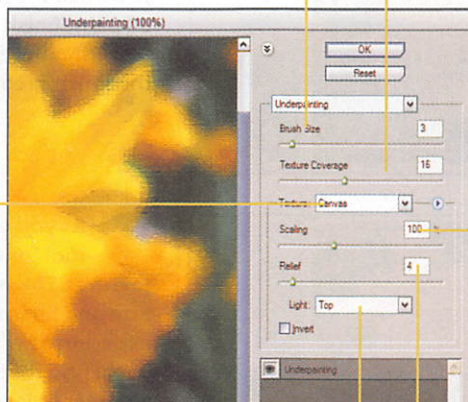 Underpainting (100%)
OK
Reset
Underpainting
Brush Size 3
Texture Coverage 16
Texture: Canvas
Scaling 100 %
Relief 4
Light: Top
Invert
Underpainting